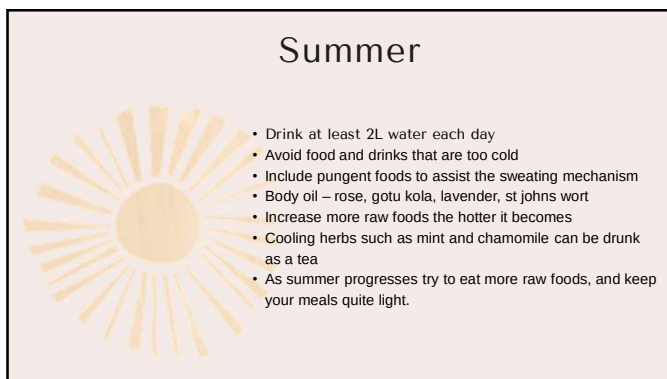 Summer
• Drink at least 2L water each day
• Avoid food and drinks that are too cold
• Include pungent foods to assist the sweating mechanism
• Body oil – rose, gotu kola, lavender, st johns wort
• Increase more raw foods the hotter it becomes
• Cooling herbs such as mint and chamomile can be drunk
as a tea
• As summer progresses try to eat more raw foods, and keep
your meals quite light.